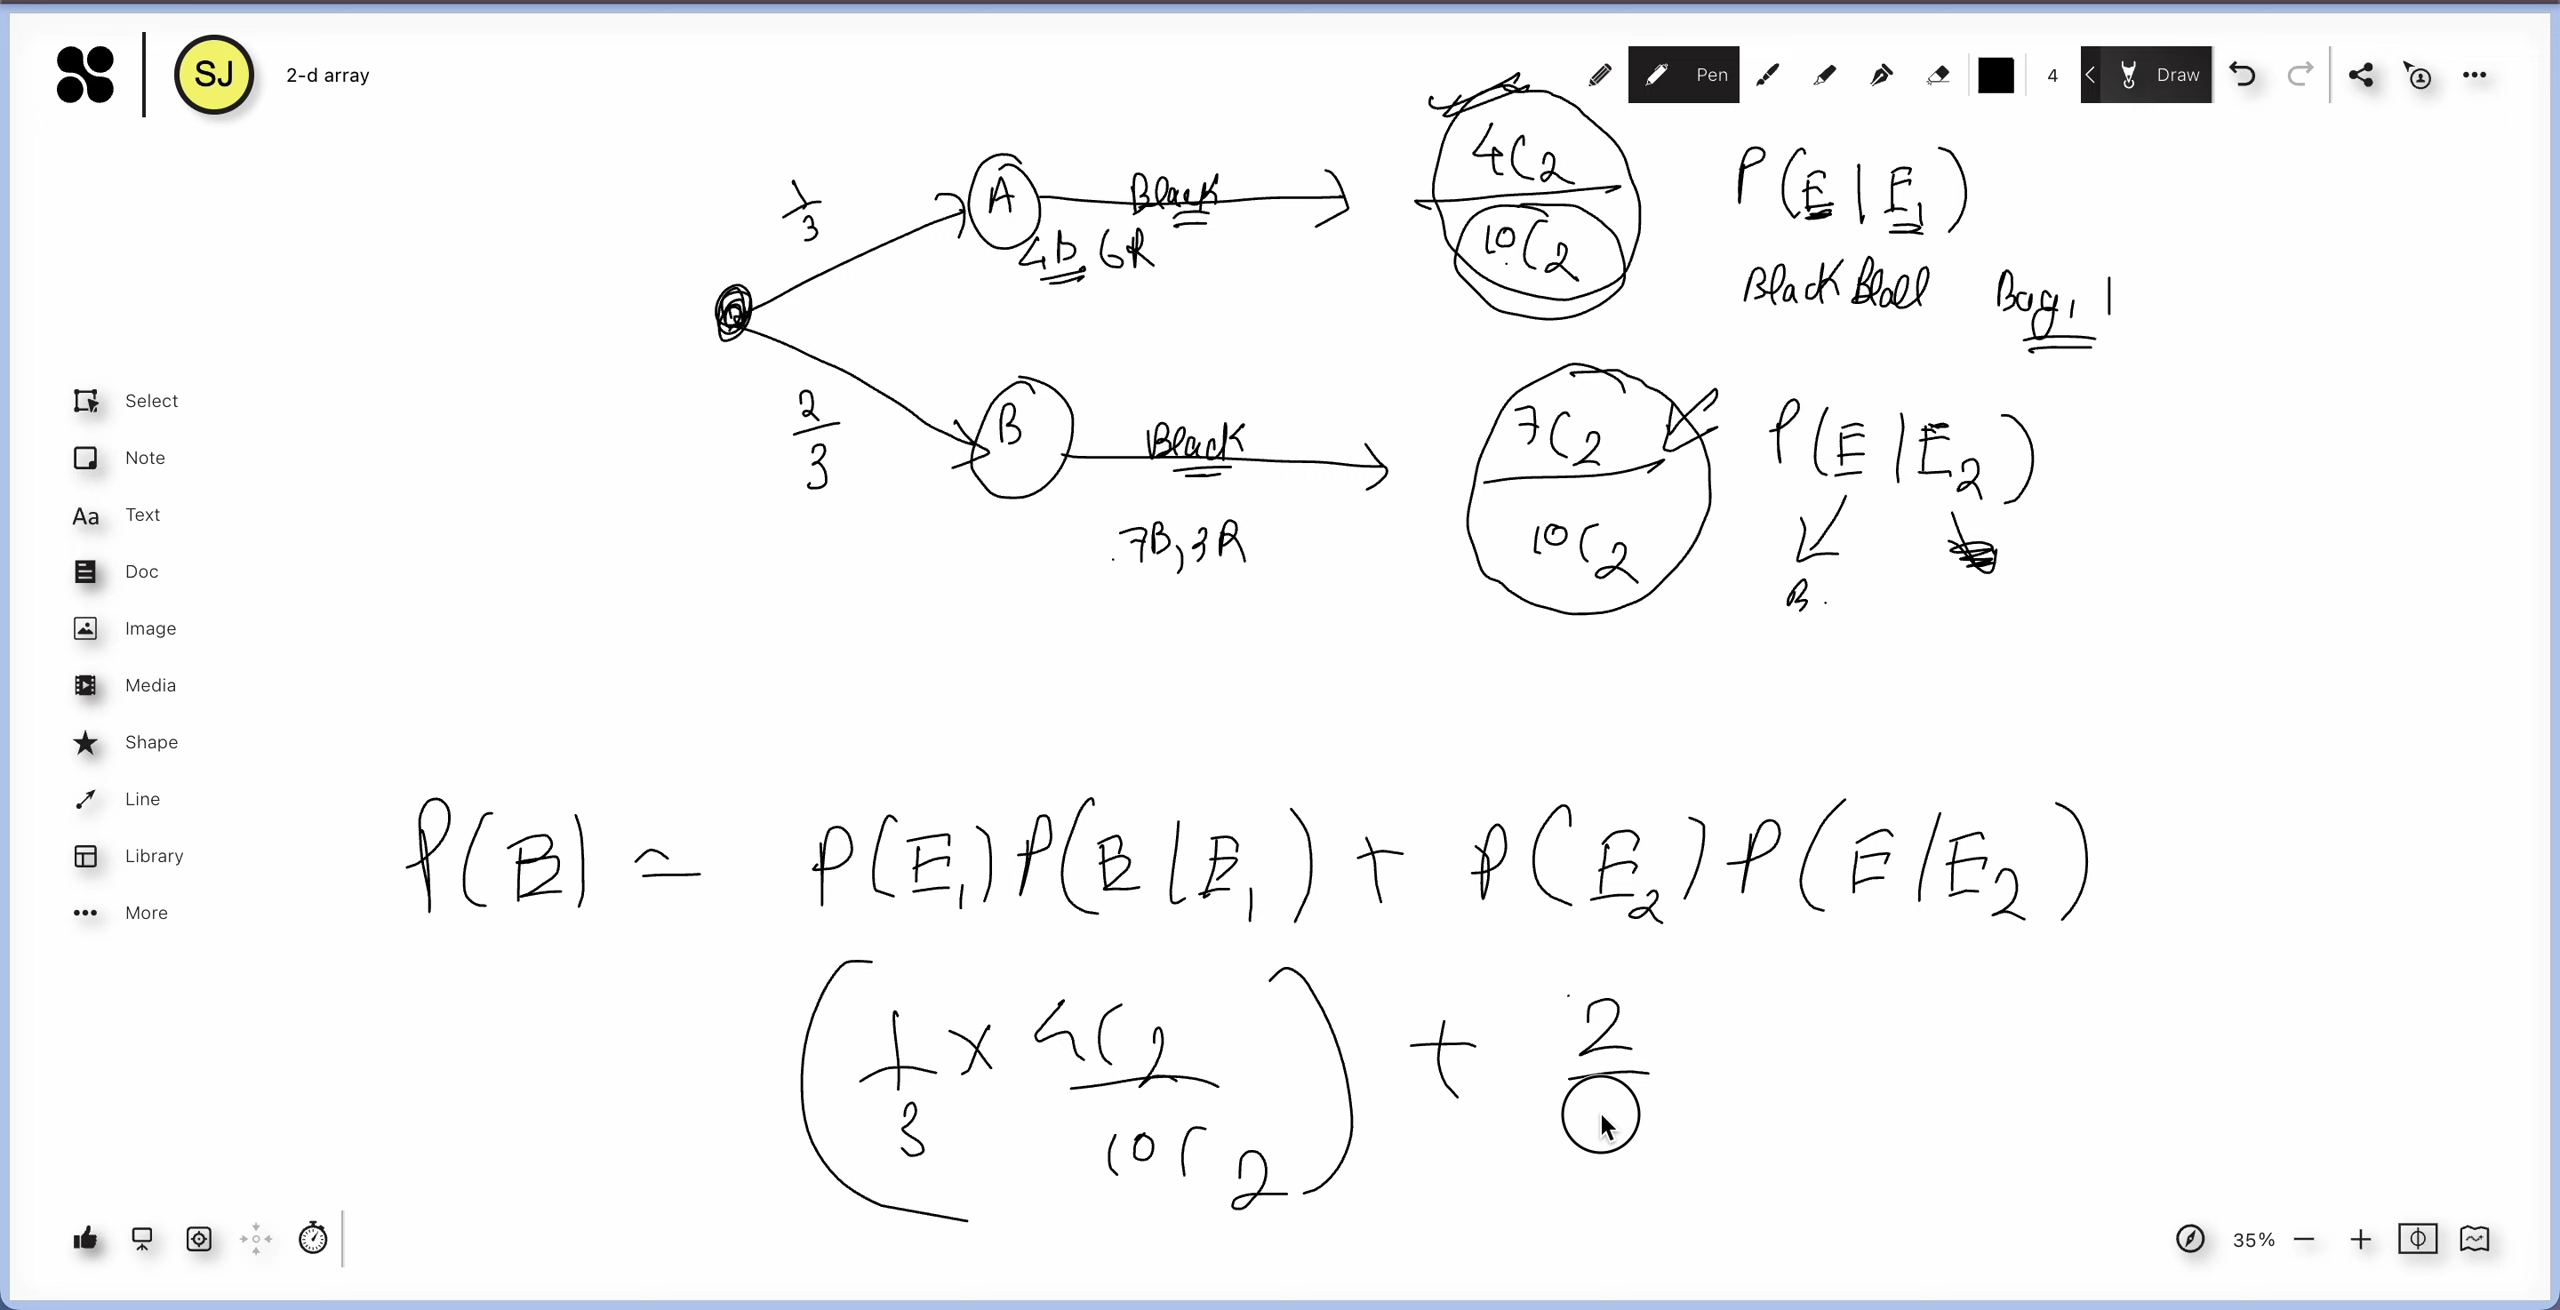 SJ 2-d array
Pen 4 Draw
1/3 A Black 4C2/10C2 P(E|E1)
4B, 6R
Black Ball Bag, 1
2/3 B Black 7C2/10C2 P(E|E2)
7B, 3R
B.
Select
Note
Text
Doc
Image
Media
Shape
Line
Library
More
P(B) = P(E1)P(E|E1) + P(E2)P(E/E2)
(1/3 × 4C2/10C2) + 2
35%